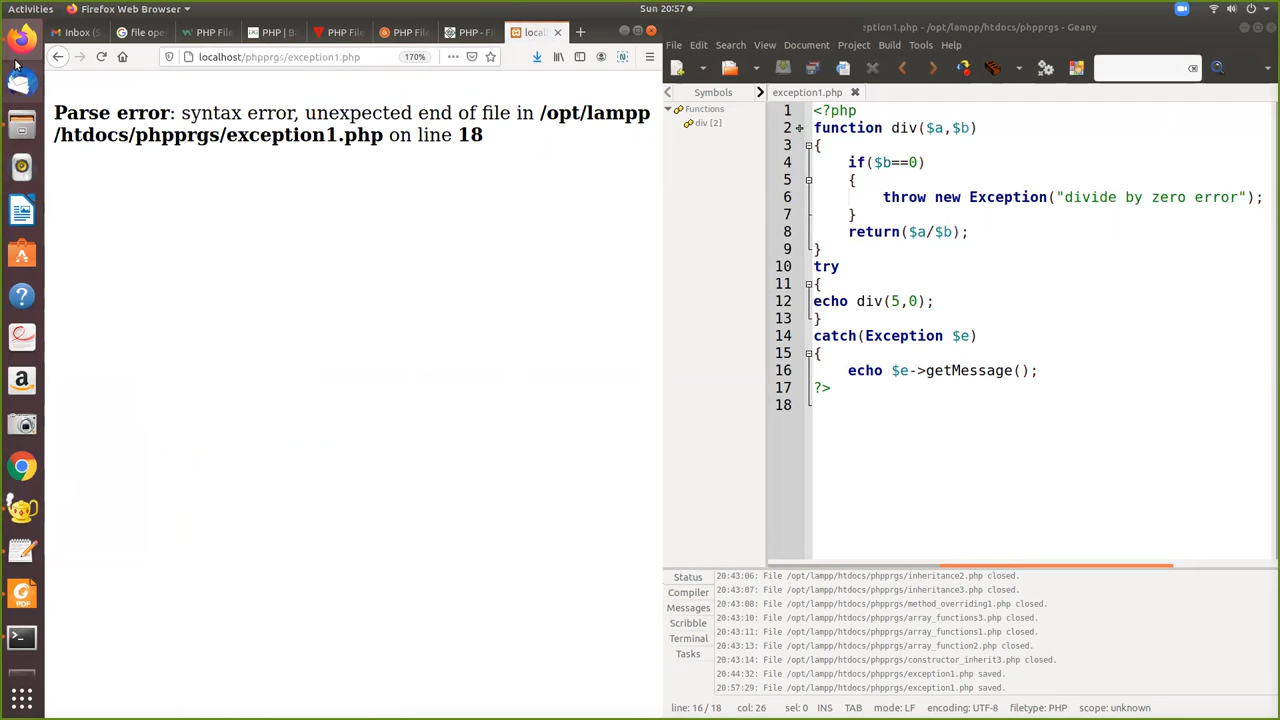 Activities Firefox Web Browser Sun 20:57
Inbox ( file ope PHP File PHP | Ba PHP File PHP Fil PHP - Fi local
ception1.php - /opt/lampp/htdocs/phpprgs - Geany
File Edit Search View Document Project Build Tools Help
localhost/phpprgs/exception1.php 170%
Symbols
Functions
div [2]
exception1.php
Parse error: syntax error, unexpected end of file in /opt/lampp
/htdocs/phpprgs/exception1.php on line 18
1 <?php
2 function div($a,$b)
3 {
4 if($b==0)
5 {
6 throw new Exception("divide by zero error");
7 }
8 return($a/$b);
9 }
10 try
11 {
12 echo div(5,0);
13 }
14 catch(Exception $e)
15 {
16 echo $e->getMessage();
17 ?>
18
Status
Compiler
Messages
Scribble
Terminal
Tasks
20:43:06: File /opt/lampp/htdocs/phpprgs/inheritance2.php closed.
20:43:07: File /opt/lampp/htdocs/phpprgs/inheritance3.php closed.
20:43:08: File /opt/lampp/htdocs/phpprgs/method_overriding1.php closed.
20:43:10: File /opt/lampp/htdocs/phpprgs/array_functions3.php closed.
20:43:11: File /opt/lampp/htdocs/phpprgs/array_functions1.php closed.
20:43:13: File /opt/lampp/htdocs/phpprgs/array_function2.php closed.
20:43:14: File /opt/lampp/htdocs/phpprgs/constructor_inherit3.php closed.
20:44:32: File /opt/lampp/htdocs/phpprgs/exception1.php saved.
20:57:29: File /opt/lampp/htdocs/phpprgs/exception1.php saved.
line: 16 / 18 col: 26 sel: 0 INS TAB mode: LF encoding: UTF-8 filetype: PHP scope: unknown
PDF